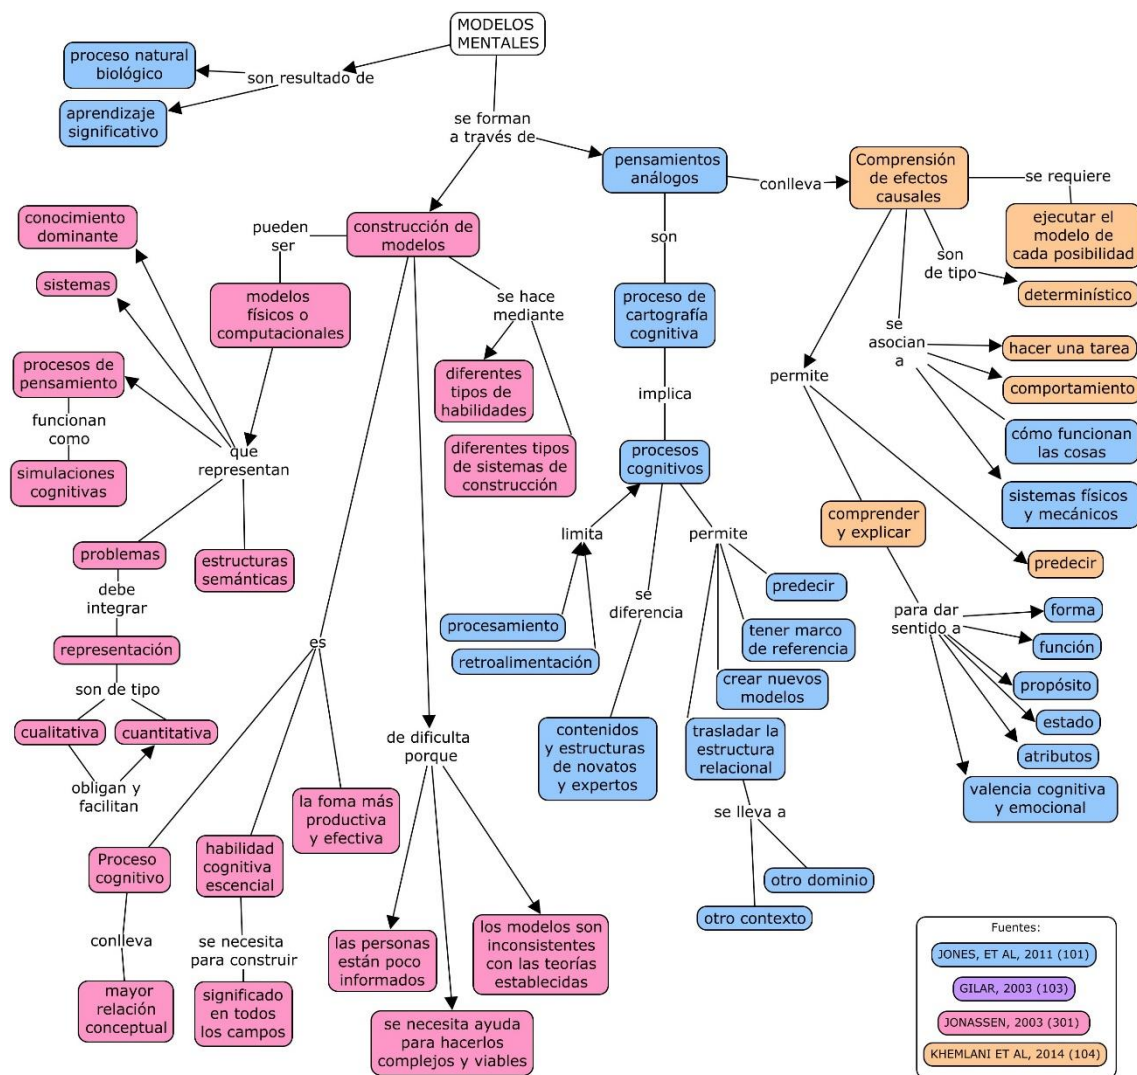 MODELOS
MENTALES
proceso natural
biológico
son resultado de
aprendizaje
significativo
se forman
a través de
pensamientos
análogos
conlleva
Comprensión
de efectos
causales
se requiere
ejecutar el
modelo de
cada posibilidad
son
de tipo
determinístico
se
asocian
a
hacer una tarea
comportamiento
cómo funcionan
las cosas
sistemas físicos
y mecánicos
permite
comprender
y explicar
predecir
para dar
sentido a
forma
función
propósito
estado
atributos
valencia cognitiva
y emocional
son
proceso de
cartografía
cognitiva
implica
procesos
cognitivos
limita
procesamiento
retroalimentación
se
diferencia
contenidos
y estructuras
de novatos
y expertos
permite
predecir
tener marco
de referencia
crear nuevos
modelos
trasladar la
estructura
relacional
se lleva a
otro dominio
otro contexto
construcción de
modelos
pueden
ser
modelos
físicos o
computacionales
se hace
mediante
diferentes
tipos de
habilidades
diferentes tipos
de sistemas de
construcción
conocimiento
dominante
sistemas
procesos de
pensamiento
funcionan
como
simulaciones
cognitivas
que
representan
problemas
estructuras
semánticas
debe
integrar
representación
son de tipo
cualitativa
cuantitativa
obligan y
facilitan
es
Proceso
cognitivo
conlleva
mayor
relación
conceptual
habilidad
cognitiva
escencial
se necesita
para construir
significado
en todos
los campos
la foma más
productiva
y efectiva
de dificulta
porque
las personas
están poco
informados
se necesita ayuda
para hacerlos
complejos y viables
los modelos son
inconsistentes
con las teorías
establecidas
Fuentes:
JONES, ET AL, 2011 (101)
GILAR, 2003 (103)
JONASSEN, 2003 (301)
KHEMLANI ET AL, 2014 (104)